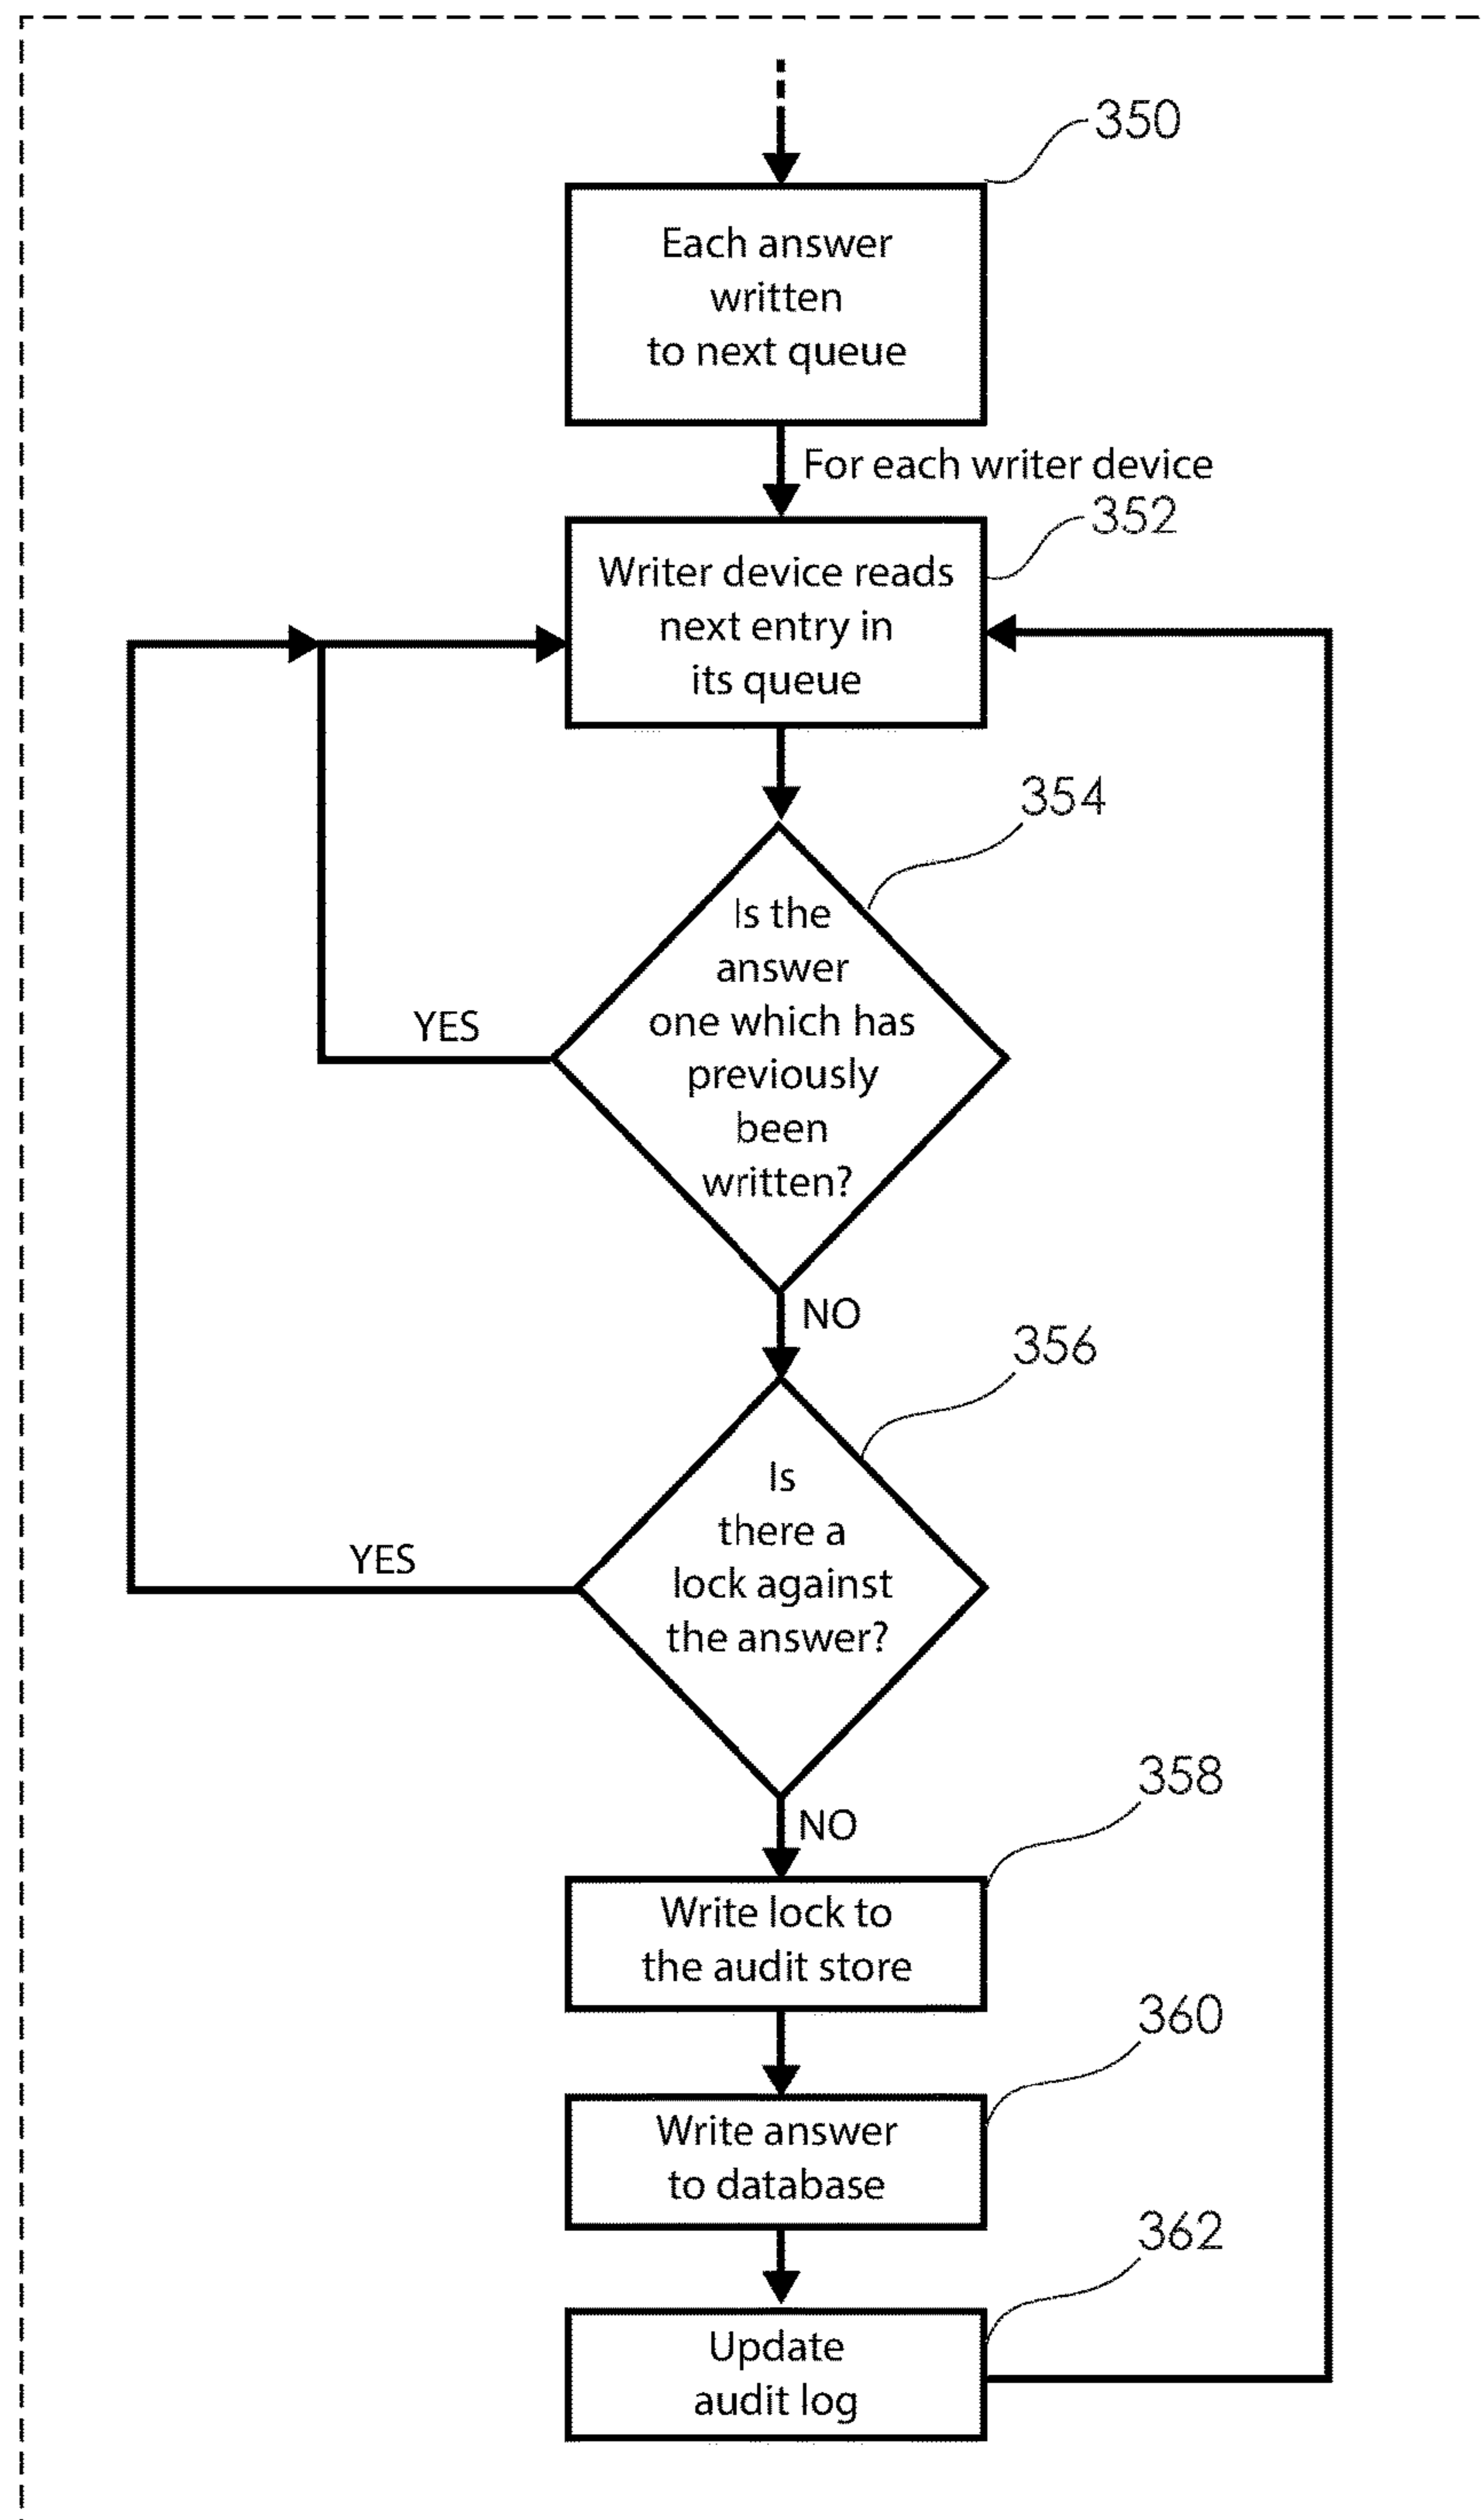 350
Each answer
written
to next queue
For each writer device
352
Writer device reads
next entry in
its queue
354
Is the
answer
one which has
previously
been
written?
YES
NO
356
Is
there a
lock against
the answer?
YES
NO
358
Write lock to
the audit store
360
Write answer
to database
362
Update
audit log